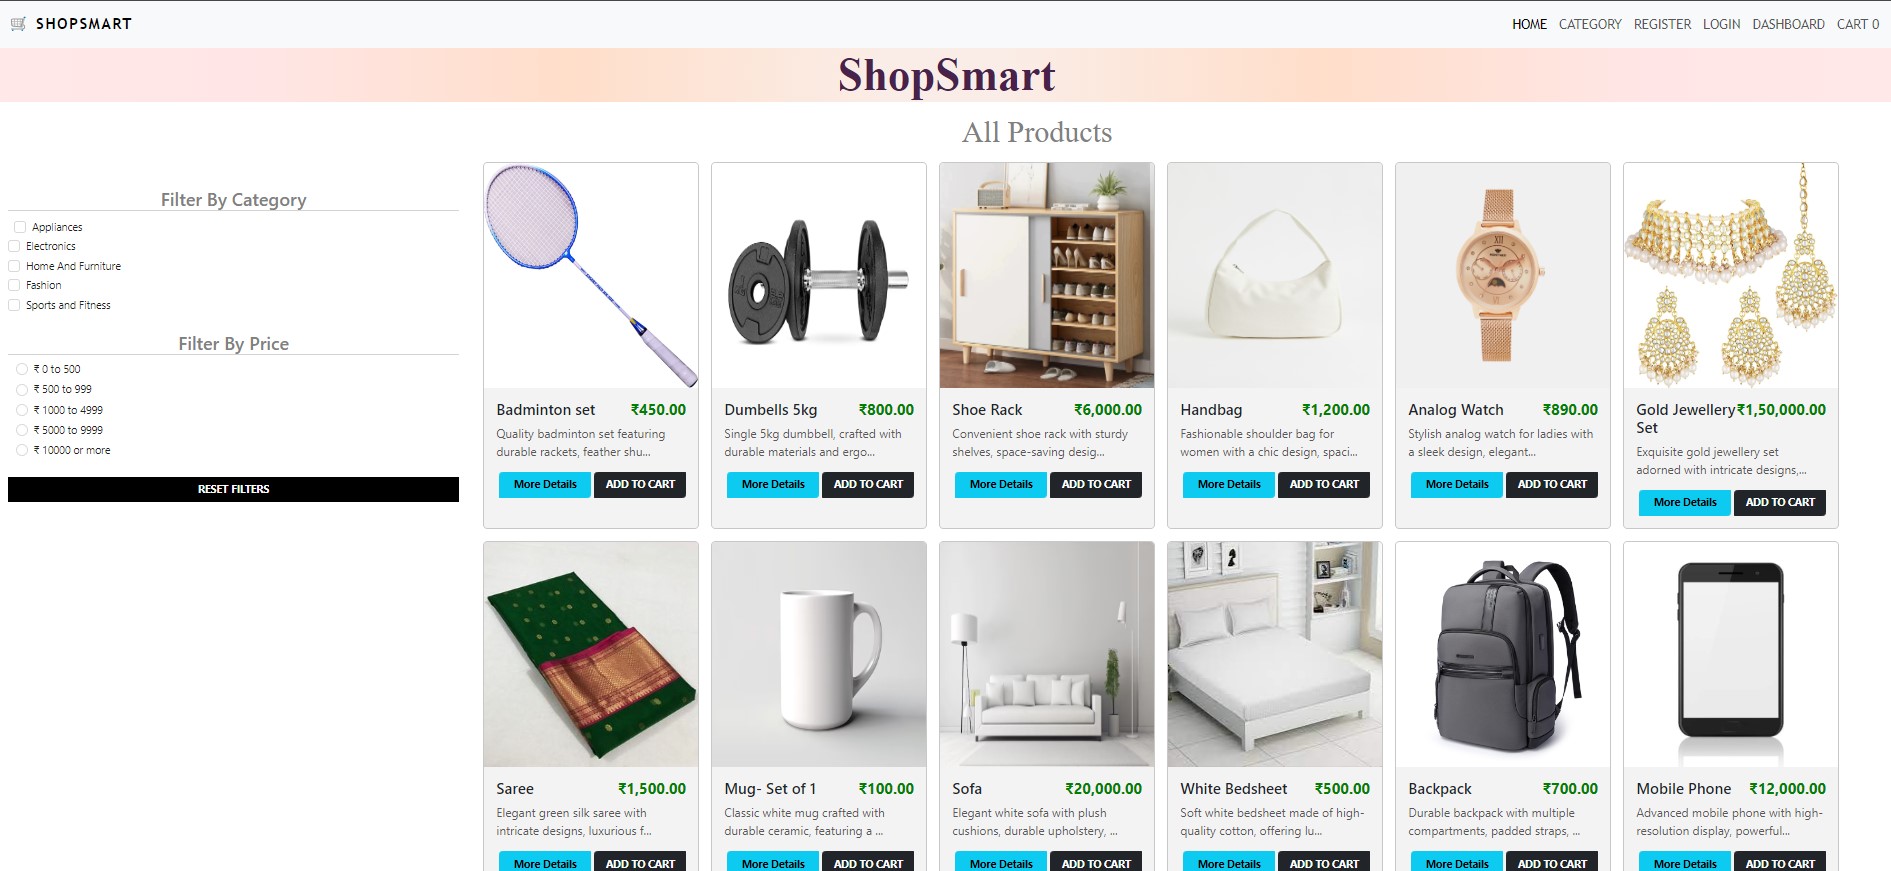 SHOPSMART
HOME CATEGORY REGISTER LOGIN DASHBOARD CART 0
ShopSmart
All Products
Filter By Category
Appliances
Electronics
Home And Furniture
Fashion
Sports and Fitness
Filter By Price
₹ 0 to 500
₹ 500 to 999
₹ 1000 to 4999
₹ 5000 to 9999
₹ 10000 or more
RESET FILTERS
Badminton set ₹450.00
Quality badminton set featuring
durable rackets, feather shu...
More Details ADD TO CART
Dumbells 5kg ₹800.00
Single 5kg dumbbell, crafted with
durable materials and ergo...
More Details ADD TO CART
Shoe Rack ₹6,000.00
Convenient shoe rack with sturdy
shelves, space-saving desig...
More Details ADD TO CART
Handbag ₹1,200.00
Fashionable shoulder bag for
women with a chic design, spaci...
More Details ADD TO CART
Analog Watch ₹890.00
Stylish analog watch for ladies with
a sleek design, elegant...
More Details ADD TO CART
Gold Jewellery ₹1,50,000.00
Set
Exquisite gold jewellery set
adorned with intricate designs,...
More Details ADD TO CART
Saree ₹1,500.00
Elegant green silk saree with
intricate designs, luxurious f...
More Details ADD TO CART
Mug- Set of 1 ₹100.00
Classic white mug crafted with
durable ceramic, featuring a ...
More Details ADD TO CART
Sofa ₹20,000.00
Elegant white sofa with plush
cushions, durable upholstery, ...
More Details ADD TO CART
White Bedsheet ₹500.00
Soft white bedsheet made of high-
quality cotton, offering lu...
More Details ADD TO CART
Backpack ₹700.00
Durable backpack with multiple
compartments, padded straps, ...
More Details ADD TO CART
Mobile Phone ₹12,000.00
Advanced mobile phone with high-
resolution display, powerful...
More Details ADD TO CART